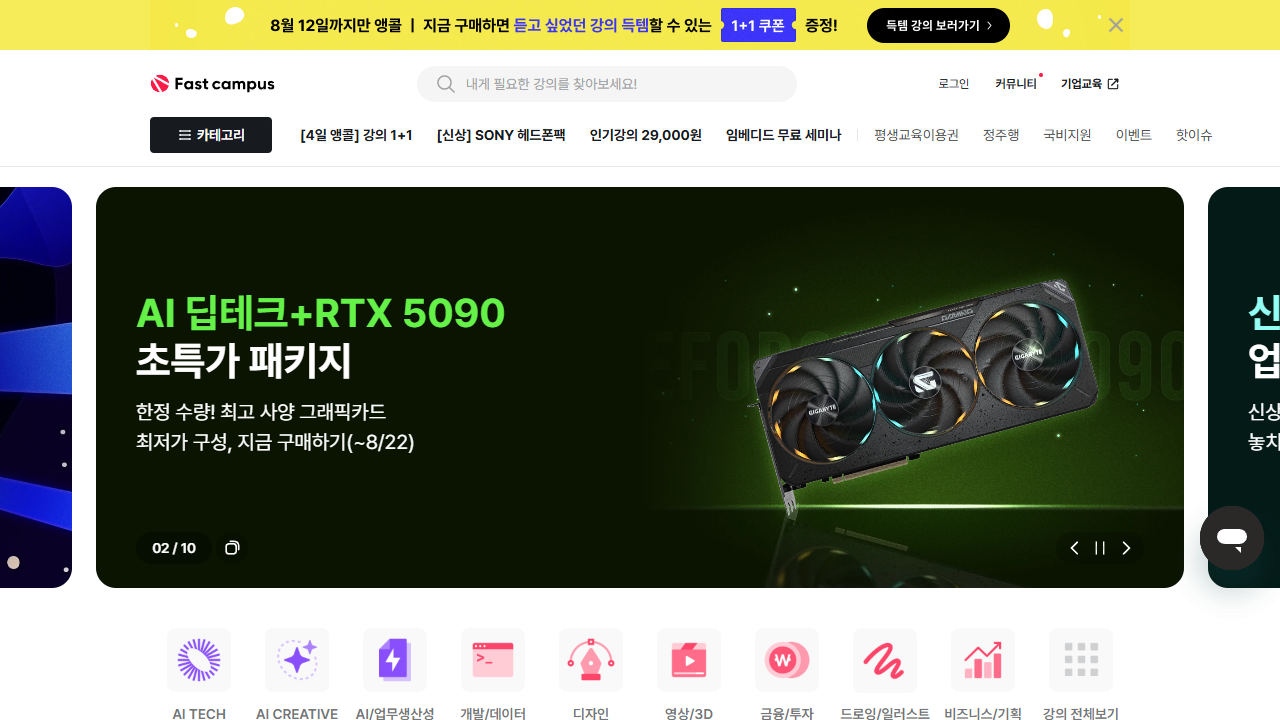 8월 12일까지만 앵콜 ㅣ 지금 구매하면 듣고 싶었던 강의 득템할 수 있는 1+1 쿠폰 증정! 득템 강의 보러가기
Fast campus 내게 필요한 강의를 찾아보세요! 로그인 커뮤니티 기업교육
카테고리 [4일 앵콜] 강의 1+1 [신상] SONY 헤드폰팩 인기강의 29,000원 임베디드 무료 세미나 평생교육이용권 정주행 국비지원 이벤트 핫이슈
AI 딥테크+RTX 5090
초특가 패키지
한정 수량! 최고 사양 그래픽카드
최저가 구성, 지금 구매하기(~8/22)
GAMING
GIGABYTE
GIGABYTE
02 / 10
신상
AI TECH AI CREATIVE AI/업무생산성 개발/데이터 디자인 영상/3D 금융/투자 드로잉/일러스트 비즈니스/기획 강의 전체보기